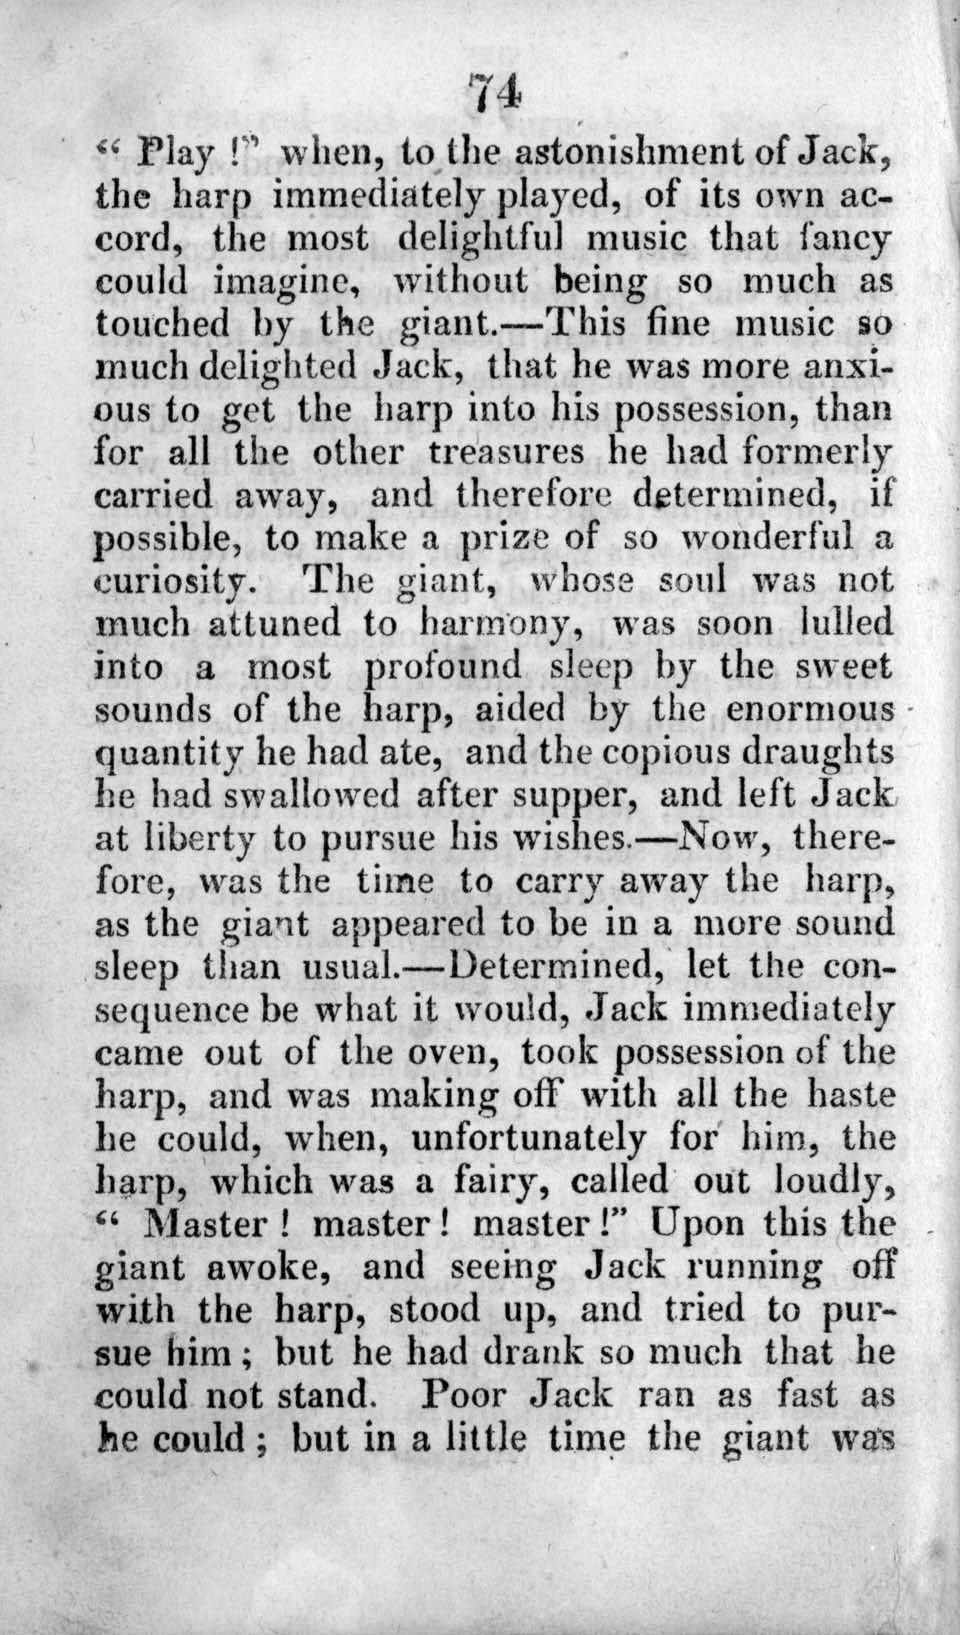 74
“ Play !” when, to the astonishment of Jack,
the harp immediately played, of its own ac-
cord, the most delightful music that fancy
could imagine, without being so much as
touched by the giant.—This fine music so
much delighted Jack, that he was more anxi-
ous to get the harp into his possession, than
for all the other treasures he had formerly
carried away, and therefore determined, if
possible, to make a prize of so wonderful a
curiosity. The giant, whose soul was not
much attuned to harmony, was soon lulled
into a most profound sleep by the sweet
sounds of the harp, aided by the enormous
quantity he had ate, and the copious draughts
he had swallowed after supper, and left Jack
at liberty to pursue his wishes.—Now, there-
fore, was the time to carry away the harp,
as the giant appeared to be in a more sound
sleep than usual.—Determined, let the con-
sequence be what it would, Jack immediately
came out of the oven, took possession of the
harp, and was making off with all the haste
he could, when, unfortunately for him, the
harp, which was a fairy, called out loudly,
“ Master ! master ! master !” Upon this the
giant awoke, and seeing Jack running off
with the harp, stood up, and tried to pur-
sue him ; but he had drank so much that he
could not stand. Poor Jack ran as fast as
he could ; but in a little time the giant was